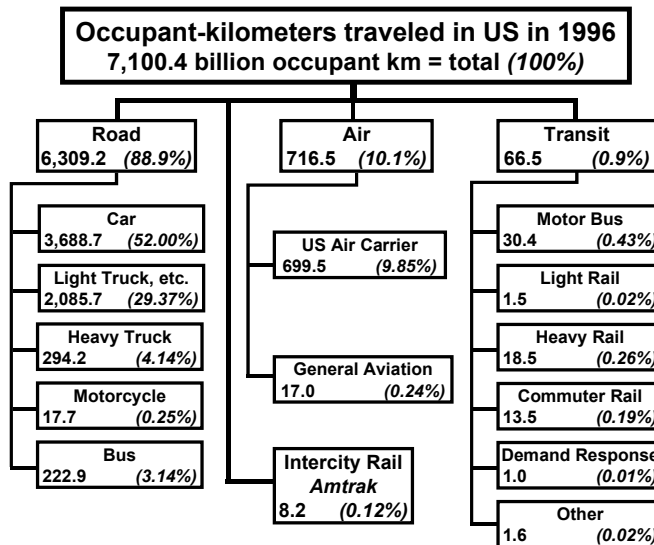 Occupant-kilometers traveled in US in 1996
7,100.4 billion occupant km = total (100%)
Road
6,309.2 (88.9%)
Car
3,688.7 (52.00%)
Light Truck, etc.
2,085.7 (29.37%)
Heavy Truck
294.2 (4.14%)
Motorcycle
17.7 (0.25%)
Bus
222.9 (3.14%)
Air
716.5 (10.1%)
US Air Carrier
699.5 (9.85%)
General Aviation
17.0 (0.24%)
Intercity Rail
Amtrak
8.2 (0.12%)
Transit
66.5 (0.9%)
Motor Bus
30.4 (0.43%)
Light Rail
1.5 (0.02%)
Heavy Rail
18.5 (0.26%)
Commuter Rail
13.5 (0.19%)
Demand Response
1.0 (0.01%)
Other
1.6 (0.02%)